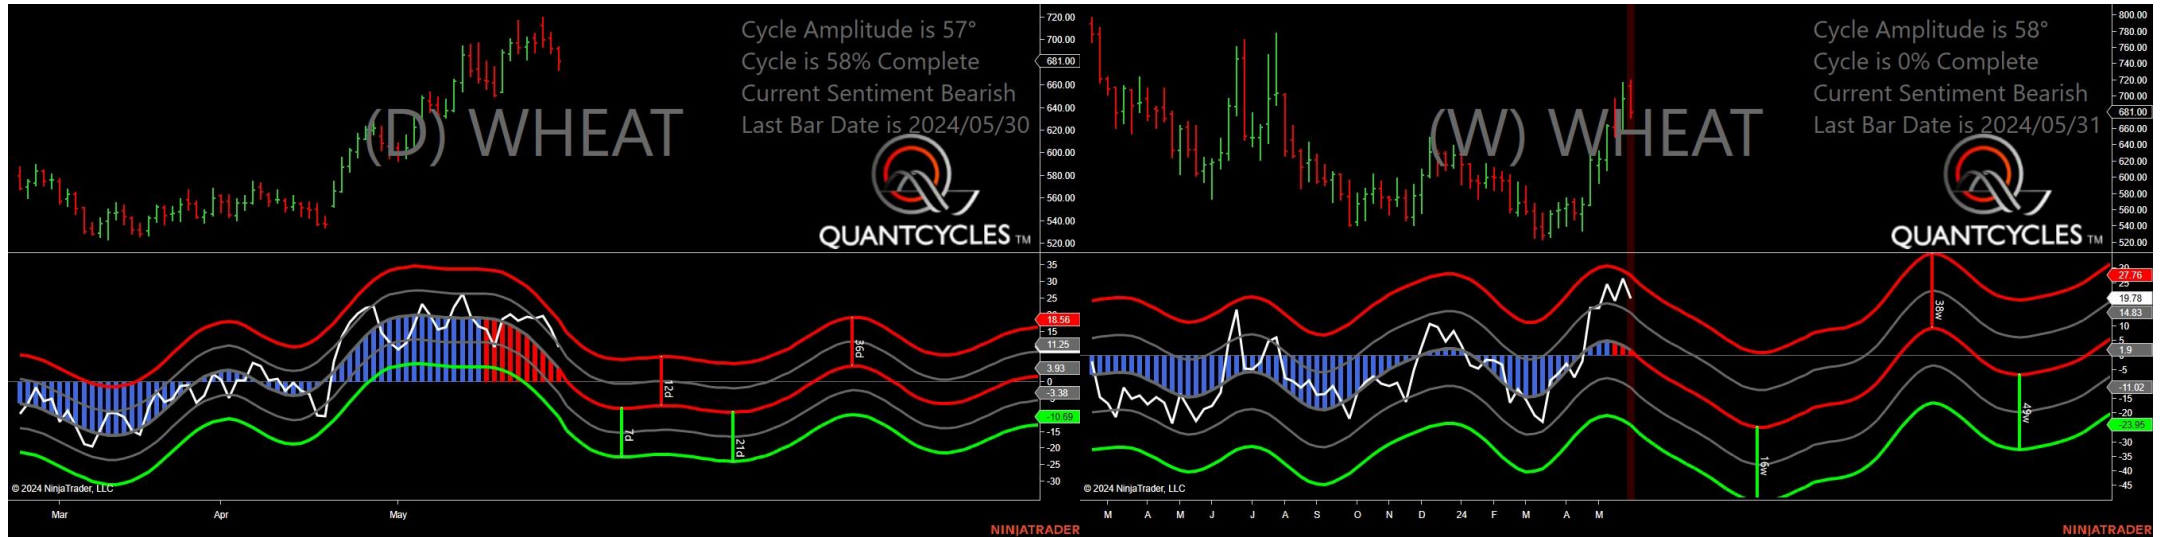 Cycle Amplitude is 57°
Cycle is 58% Complete
Current Sentiment Bearish
Last Bar Date is 2024/05/30
(D) WHEAT
QUANTCYCLES TM
720.00
700.00
681.00
660.00
640.00
620.00
600.00
580.00
560.00
540.00
520.00
35
30
25
18.56
15
11.25
3.93
0
-3.38
-10.69
-15
-20
-25
-30
7d
12d
21d
36d
© 2024 NinjaTrader, LLC
Mar Apr May
NINJATRADER
Cycle Amplitude is 58°
Cycle is 0% Complete
Current Sentiment Bearish
Last Bar Date is 2024/05/31
(W) WHEAT
QUANTCYCLES TM
800.00
780.00
760.00
740.00
720.00
700.00
681.00
660.00
640.00
620.00
600.00
580.00
560.00
540.00
520.00
27.76
25
19.78
14.83
10
5
1.9
-5
-11.02
-15
-20
-23.95
-30
-35
-40
-45
16w
38w
49w
© 2024 NinjaTrader, LLC
M A M J J A S O N D 24 F M A M
NINJATRADER